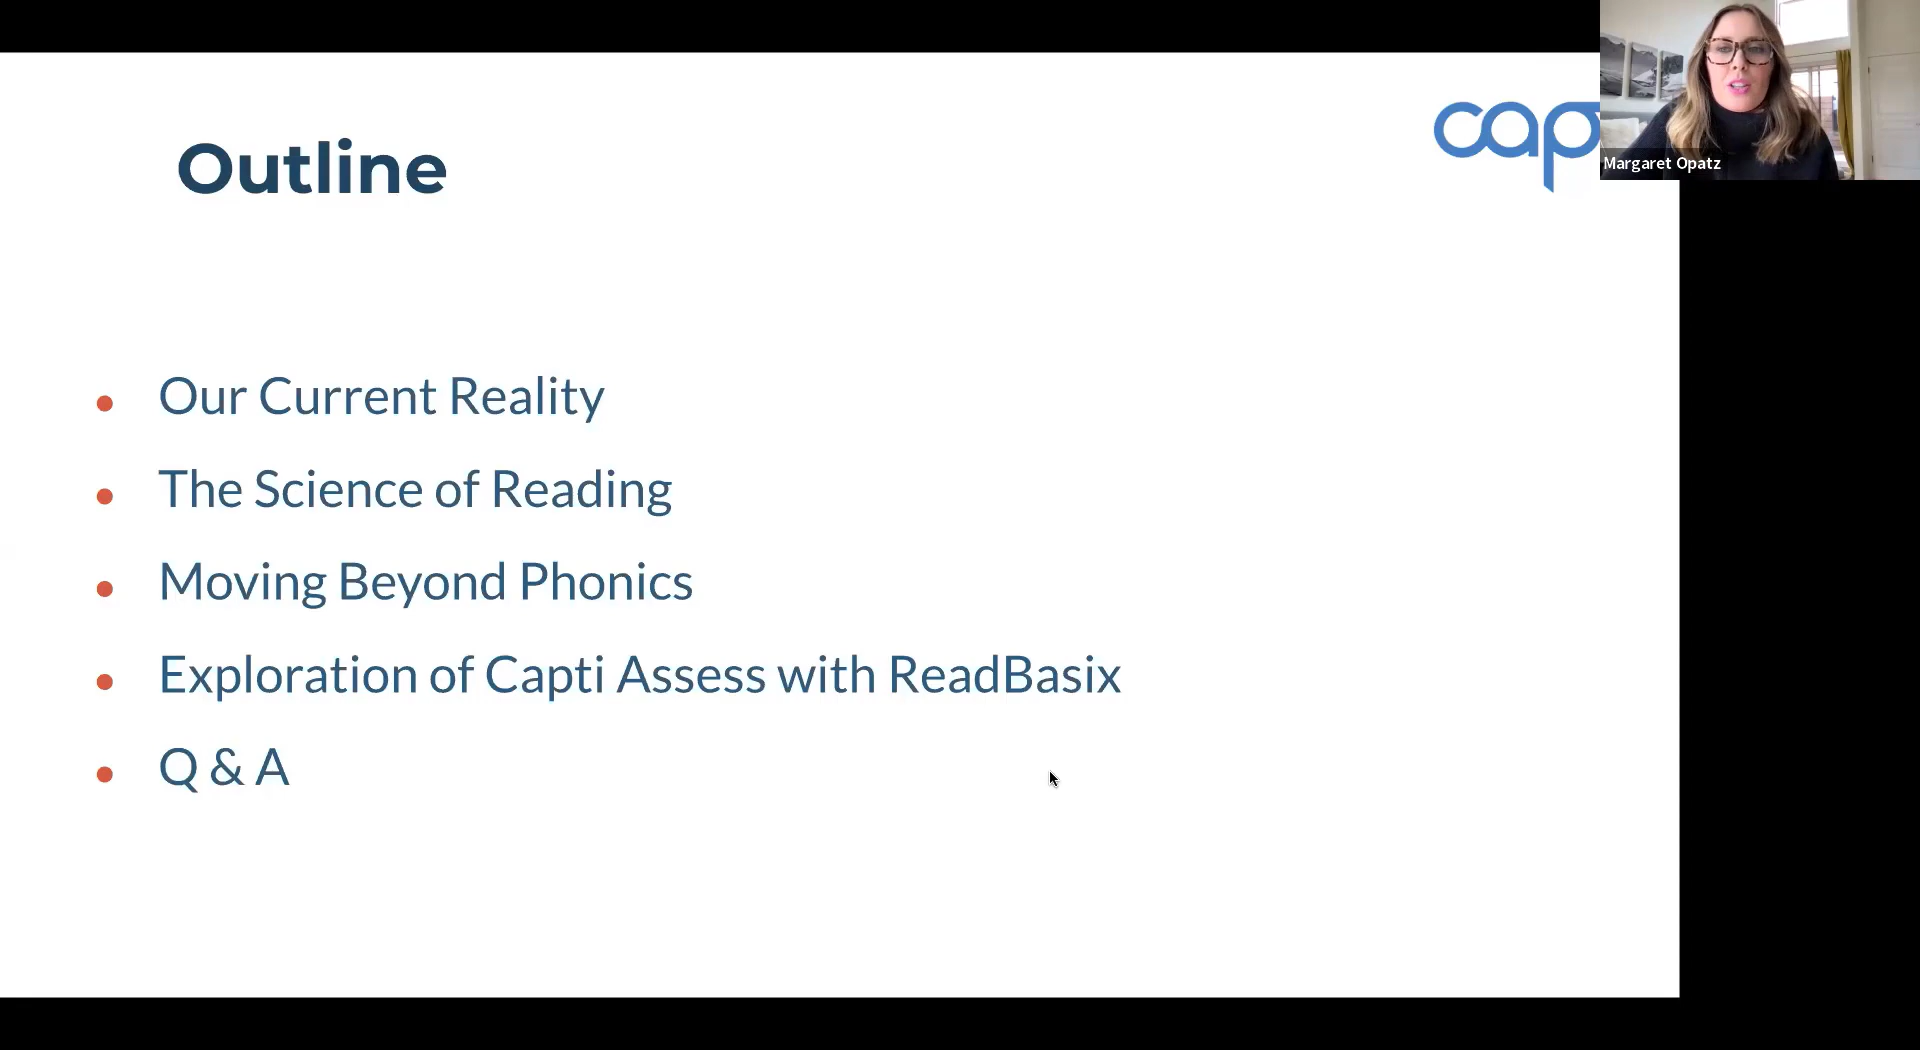 Outline
cap
Margaret Opatz
Our Current Reality
The Science of Reading
Moving Beyond Phonics
Exploration of Capti Assess with ReadBasix
Q & A